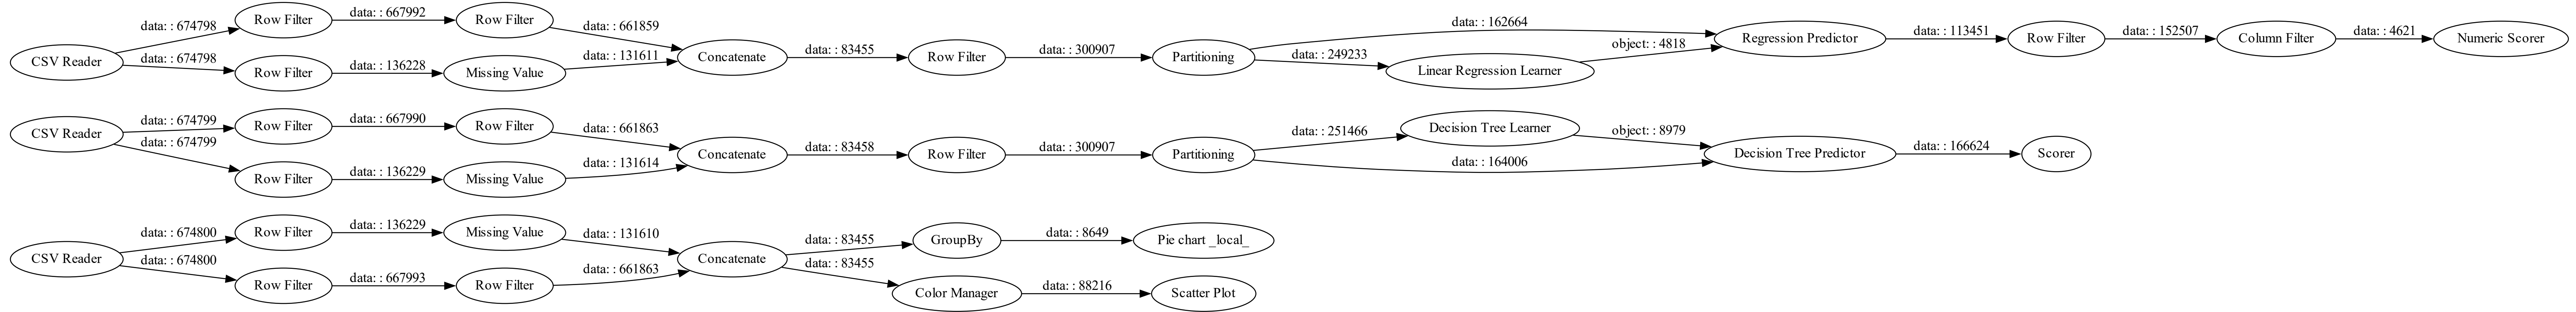 CSV Reader
data: : 674798
data: : 674798
Row Filter
Row Filter
data: : 667992
data: : 136228
Row Filter
Missing Value
data: : 661859
data: : 131611
Concatenate
data: : 83455
Row Filter
data: : 300907
Partitioning
data: : 162664
data: : 249233
Linear Regression Learner
object: : 4818
Regression Predictor
data: : 113451
Row Filter
data: : 152507
Column Filter
data: : 4621
Numeric Scorer
CSV Reader
data: : 674799
data: : 674799
Row Filter
Row Filter
data: : 667990
data: : 136229
Row Filter
Missing Value
data: : 661863
data: : 131614
Concatenate
data: : 83458
Row Filter
data: : 300907
Partitioning
data: : 251466
data: : 164006
Decision Tree Learner
object: : 8979
Decision Tree Predictor
data: : 166624
Scorer
CSV Reader
data: : 674800
data: : 674800
Row Filter
Row Filter
data: : 136229
data: : 667993
Missing Value
Row Filter
data: : 131610
data: : 661863
Concatenate
data: : 83455
data: : 83455
GroupBy
Color Manager
data: : 8649
data: : 88216
Pie chart _local_
Scatter Plot